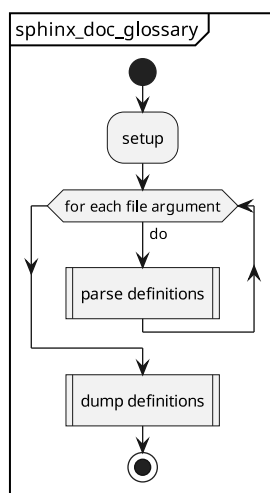 sphinx_doc_glossary
setup
for each file argument
do
parse definitions
dump definitions